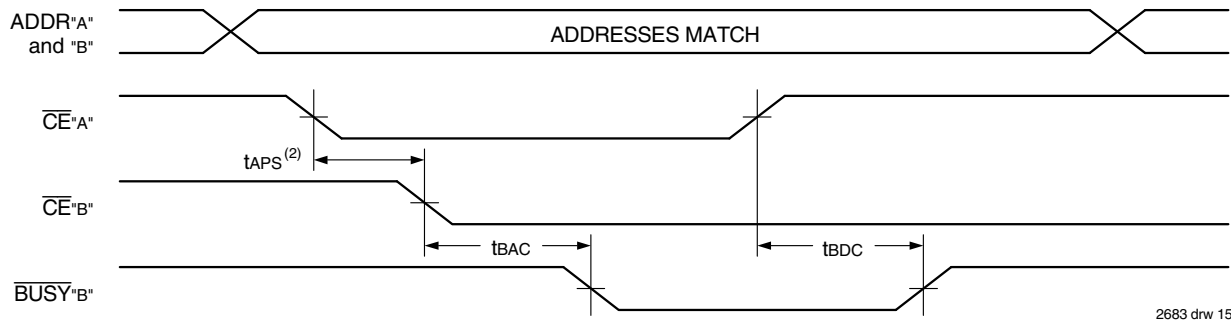 ADDR"A"
and "B"
ADDRESSES MATCH
CE"A"
tAPS(2)
CE"B"
tBAC
tBDC
BUSY"B"
2683 drw 15